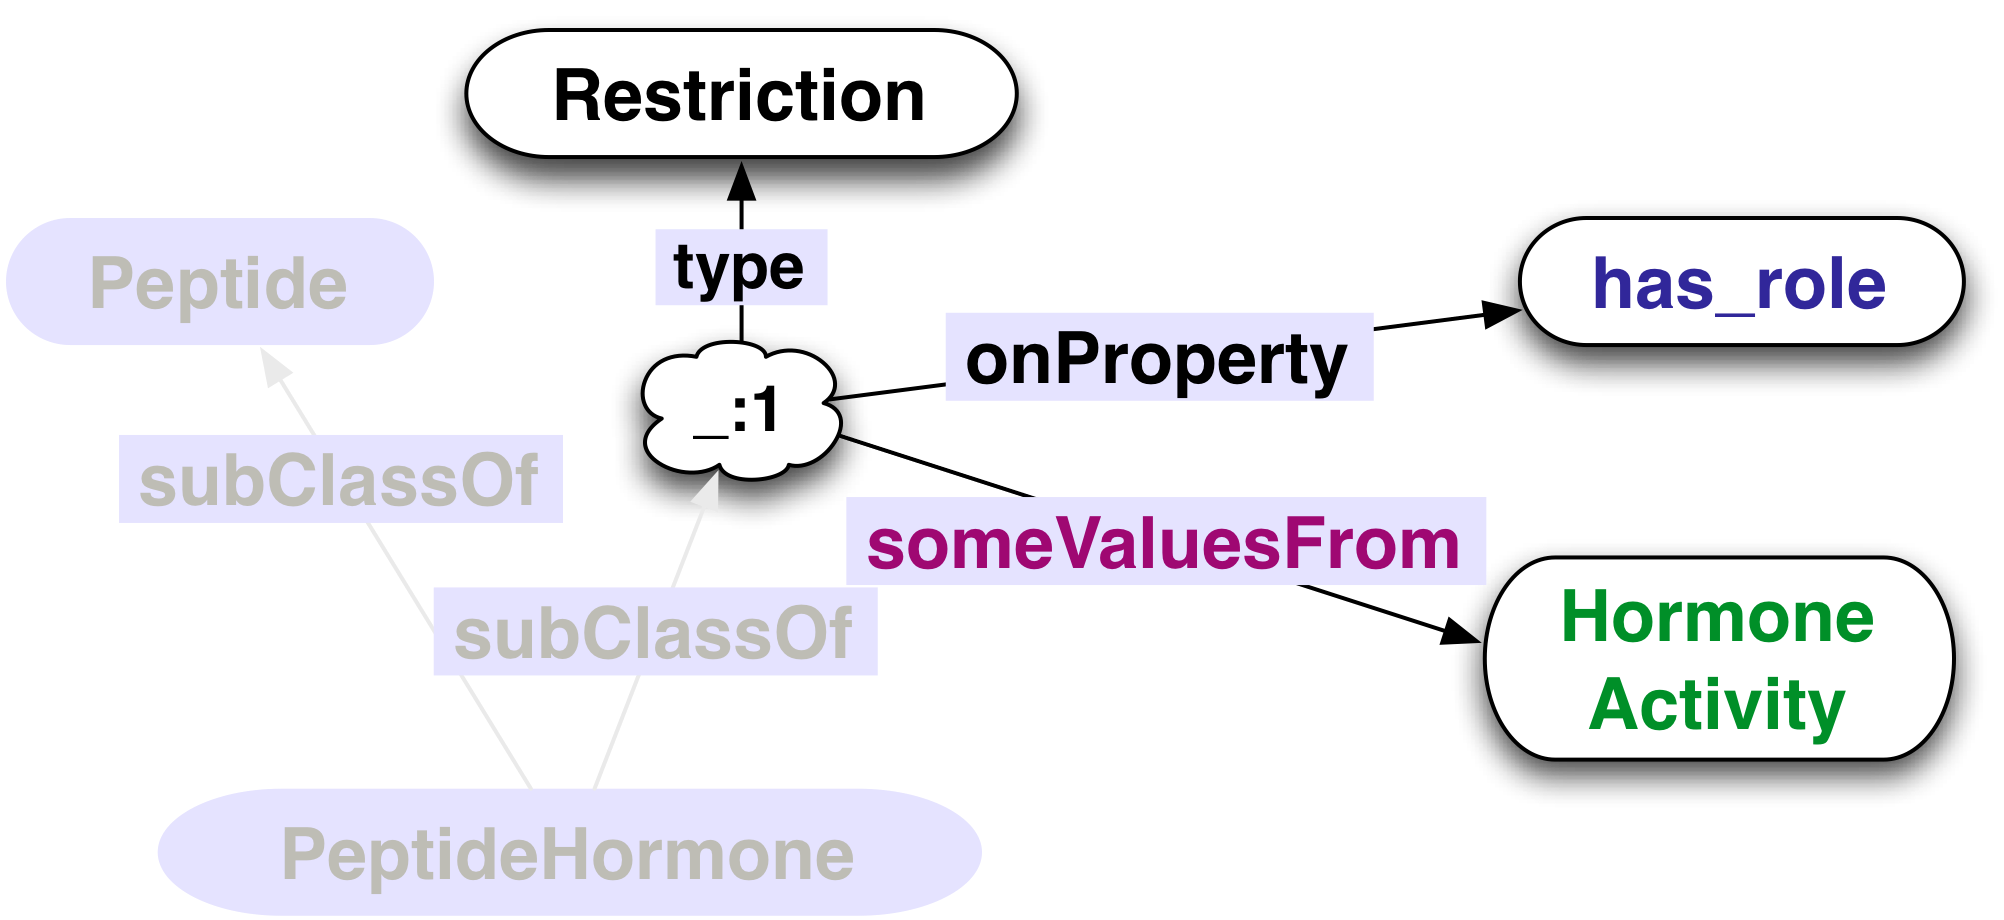 Restriction
Peptide
type
has_role
onProperty
_:1
subClassOf
someValuesFrom
subClassOf
Hormone
Activity
PeptideHormone